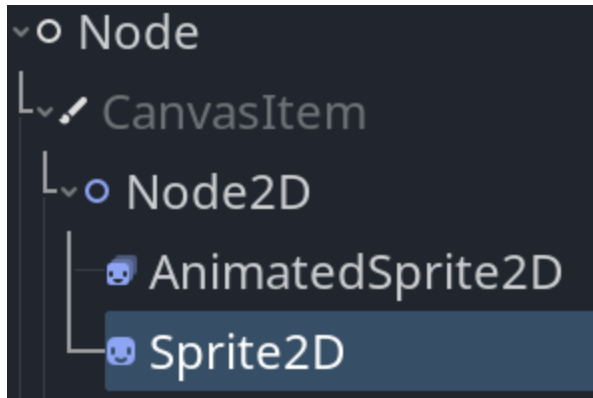 Node
CanvasItem
Node2D
AnimatedSprite2D
Sprite2D